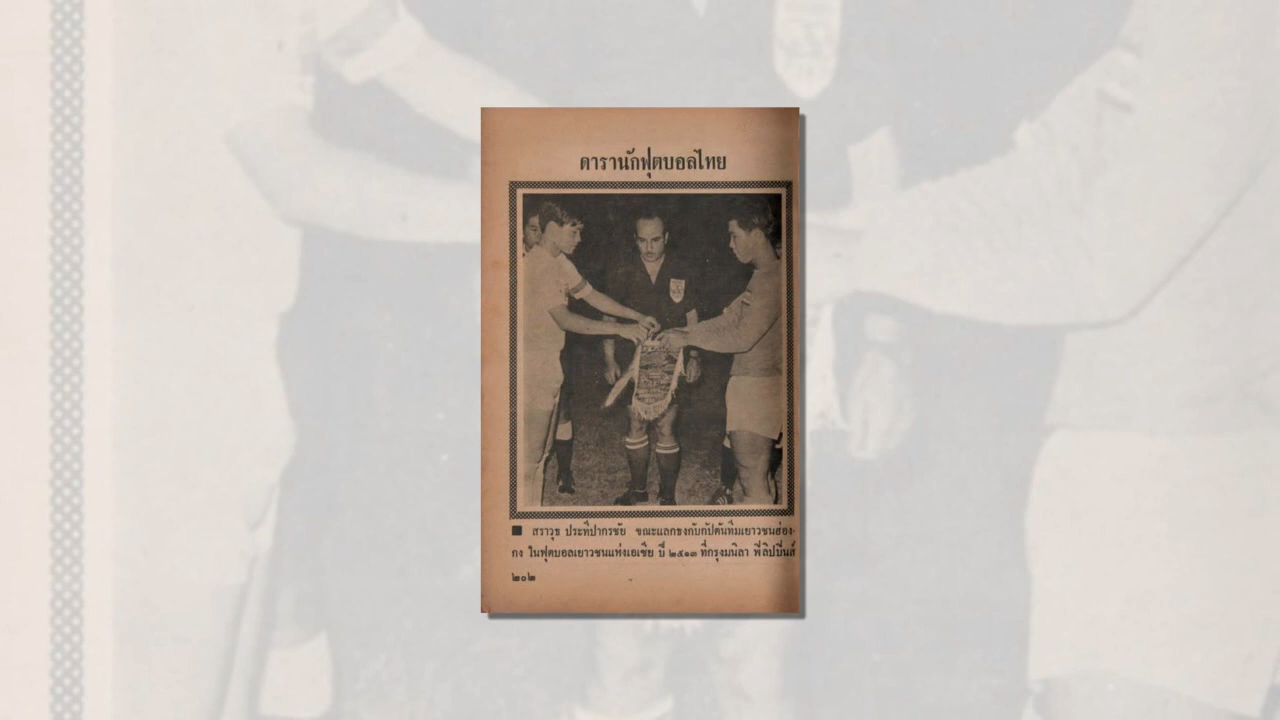 ดารานักฟุตบอลไทย
■ สราวุธ ประทีปากรชัย ขณะแลกธงกับกัปตันทีมเยาวชนฮ่อง-
กง ในฟุตบอลเยาวชนแห่งเอเซีย ปี ๒๕๑๓ ที่กรุงมนิลา ฟิลิปปินส์
๒๐๒